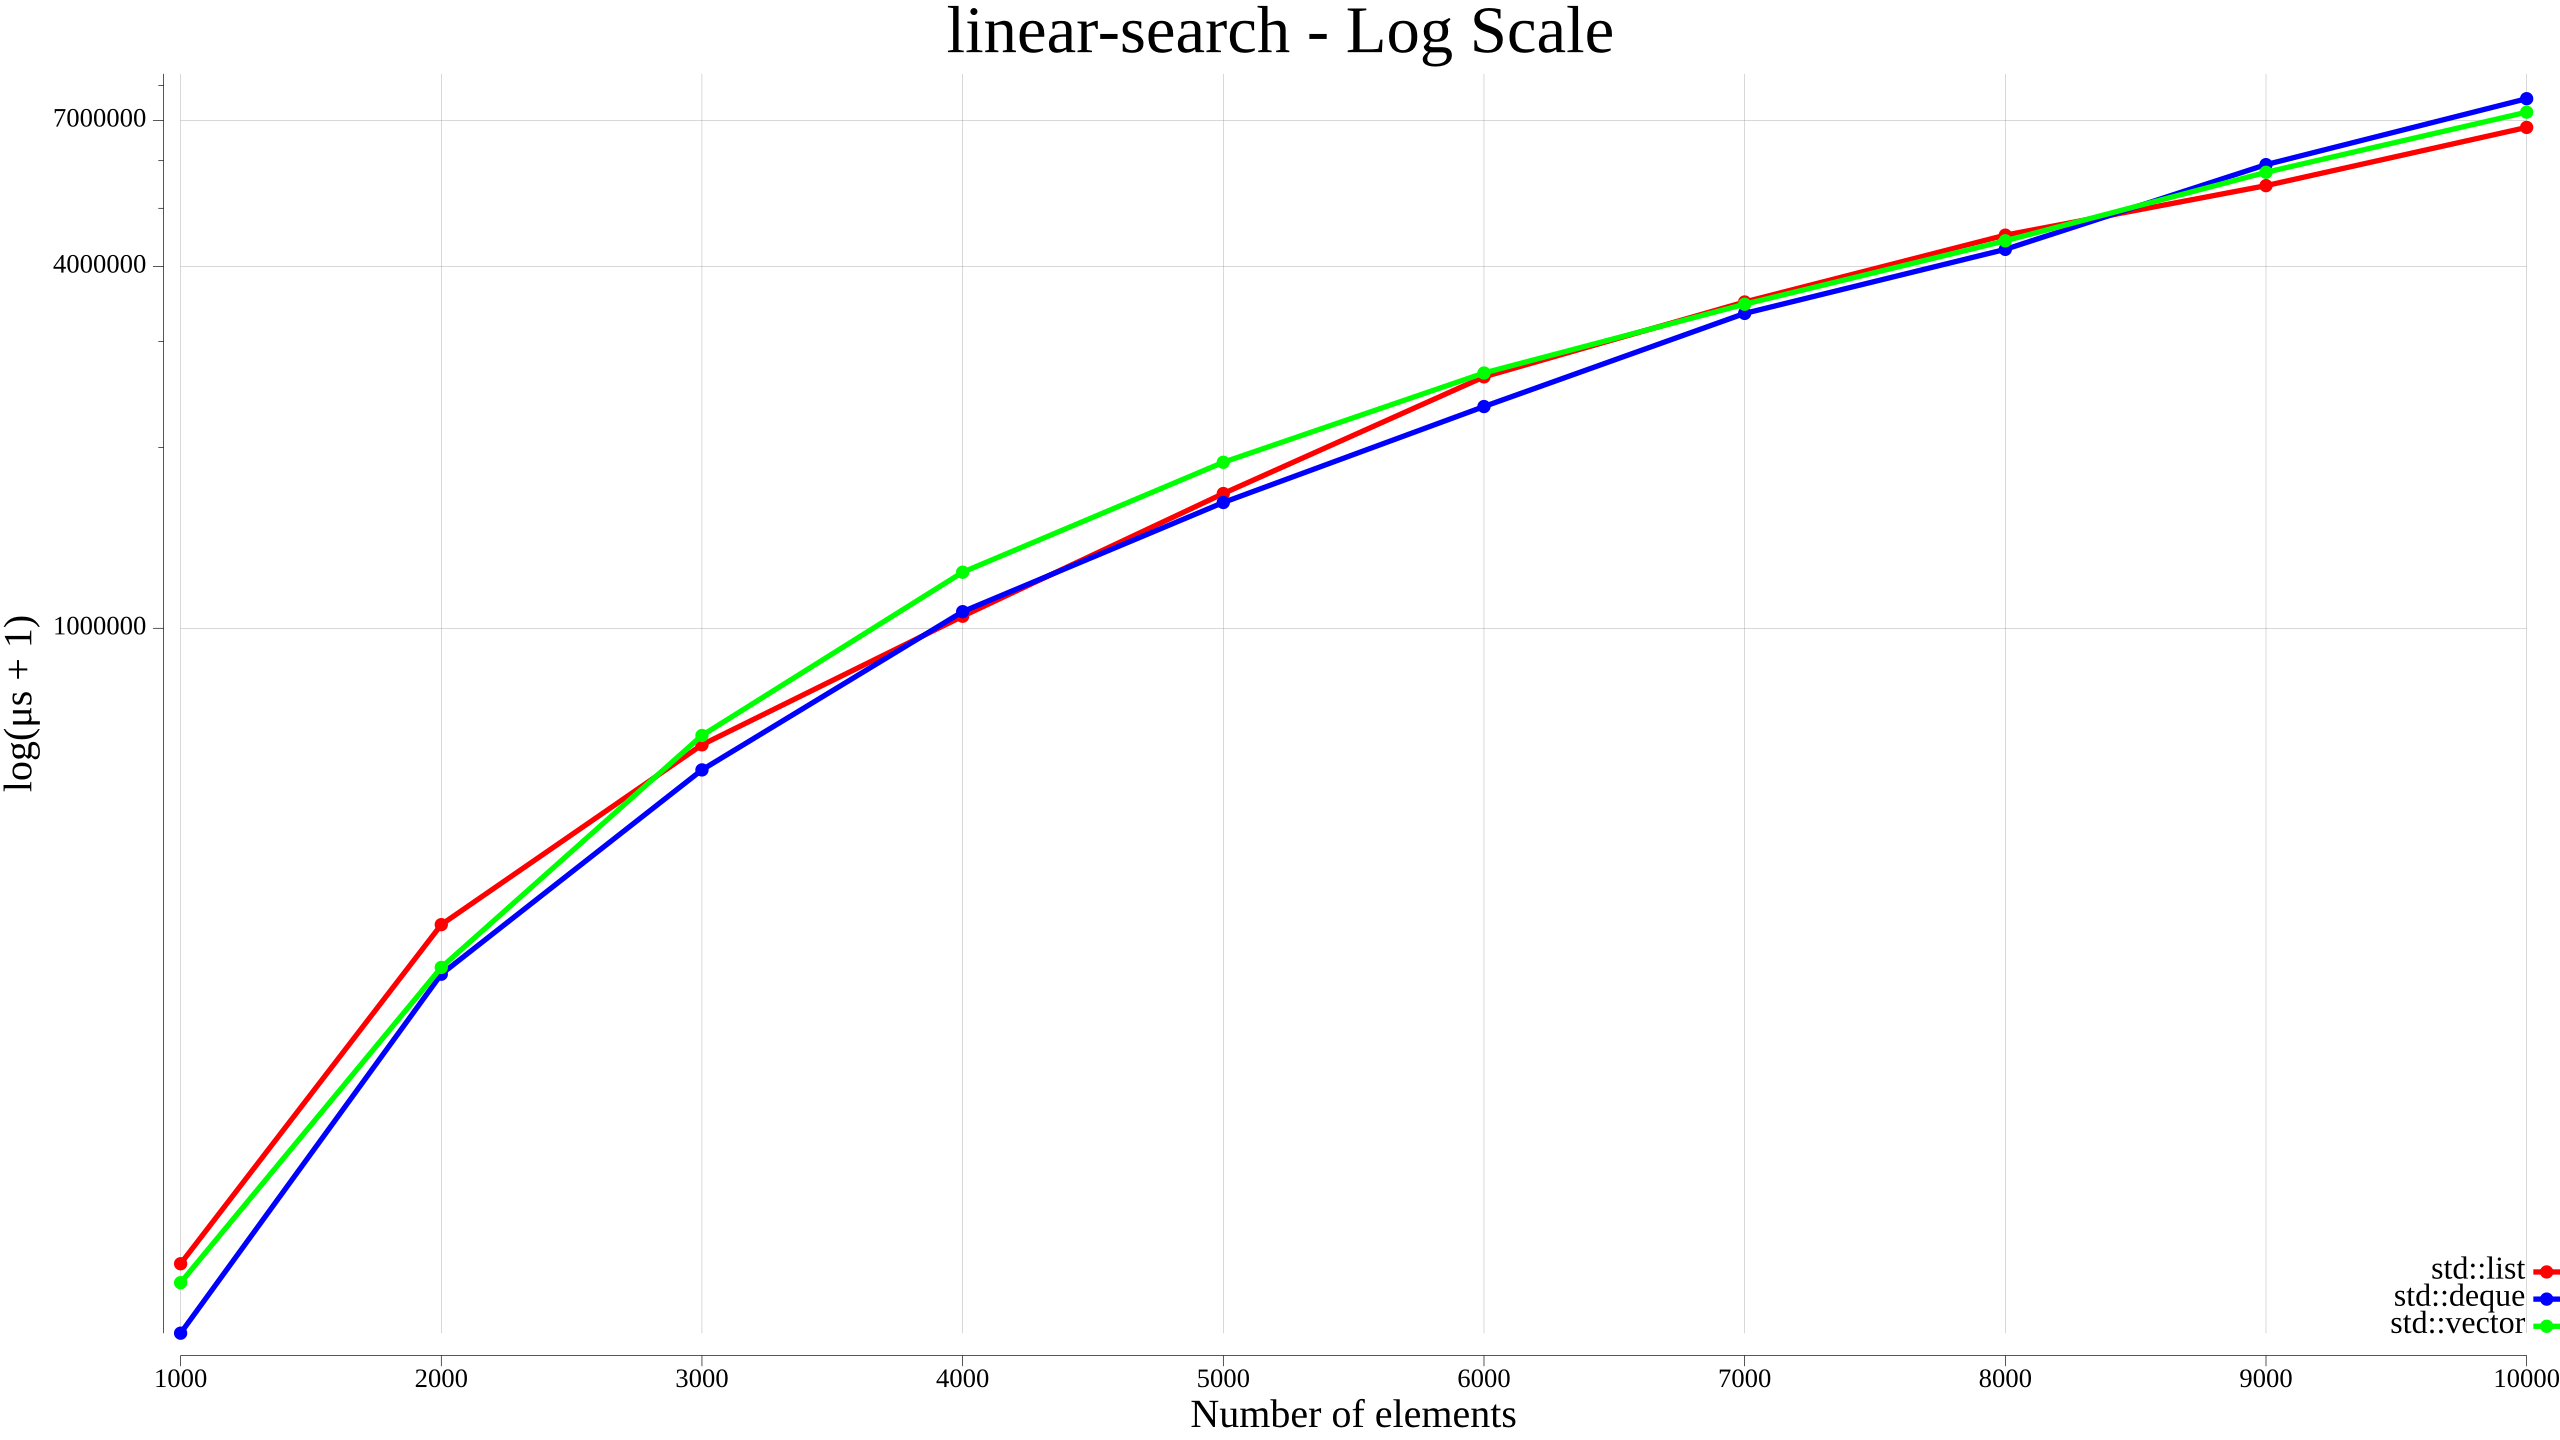 linear-search - Log Scale
7000000
4000000
1000000
log(μs + 1)
std::list
std::deque
std::vector
1000 2000 3000 4000 5000 6000 7000 8000 9000 10000
Number of elements